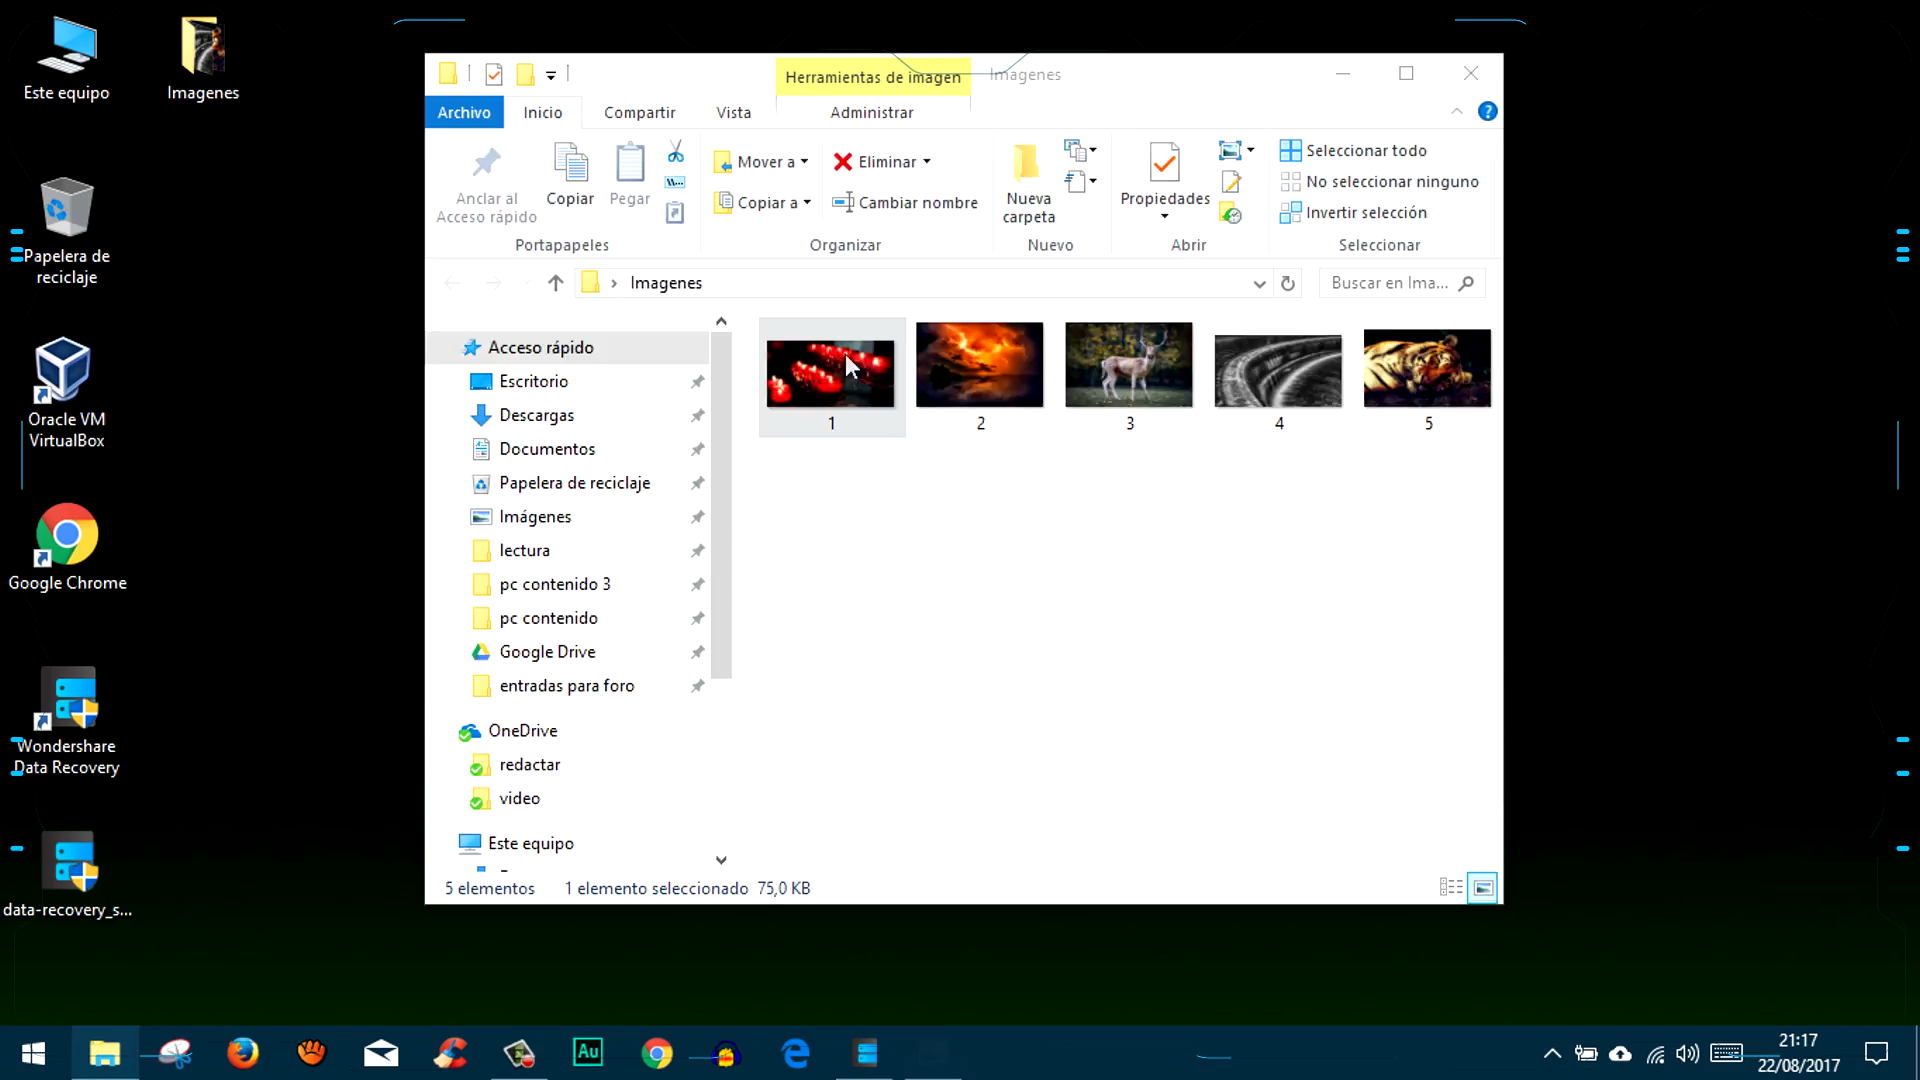 Este equipo
Imagenes
Papelera de
reciclaje
Oracle VM
VirtualBox
Google Chrome
Wondershare
Data Recovery
data-recovery_s...
Herramientas de imagen
Imagenes
Archivo
Inicio
Compartir
Vista
Administrar
?
Anclar al
Acceso rápido
Copiar
Pegar
Mover a
Copiar a
Eliminar
Cambiar nombre
Nueva
carpeta
Propiedades
Seleccionar todo
No seleccionar ninguno
Invertir selección
Portapapeles
Organizar
Nuevo
Abrir
Seleccionar
Imagenes
Buscar en Ima...
Acceso rápido
Escritorio
Descargas
Documentos
Papelera de reciclaje
Imágenes
lectura
pc contenido 3
pc contenido
Google Drive
entradas para foro
OneDrive
redactar
video
Este equipo
1
2
3
4
5
5 elementos
1 elemento seleccionado 75,0 KB
Au
21:17
22/08/2017